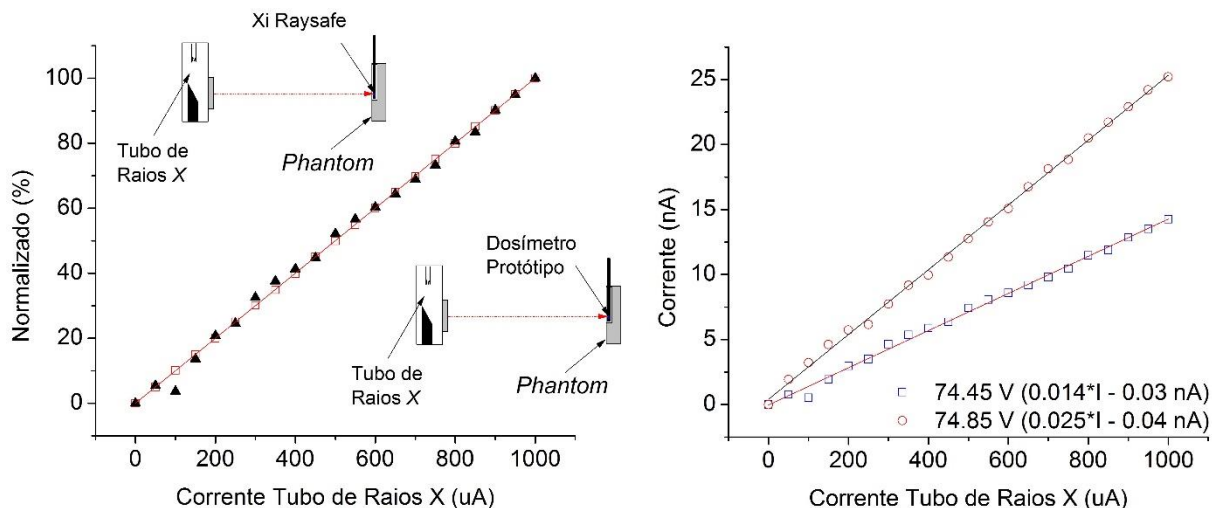 Xi Raysafe
Tubo de
Raios X
Phantom
Dosímetro
Protótipo
Tubo de
Raios X
Phantom
Normalizado (%)
100
80
60
40
20
0
0 200 400 600 800 1000
Corrente Tubo de Raios X (uA)
Corrente (nA)
25
20
15
10
5
0
74.45 V (0.014*I - 0.03 nA)
74.85 V (0.025*I - 0.04 nA)
0 200 400 600 800 1000
Corrente Tubo de Raios X (uA)